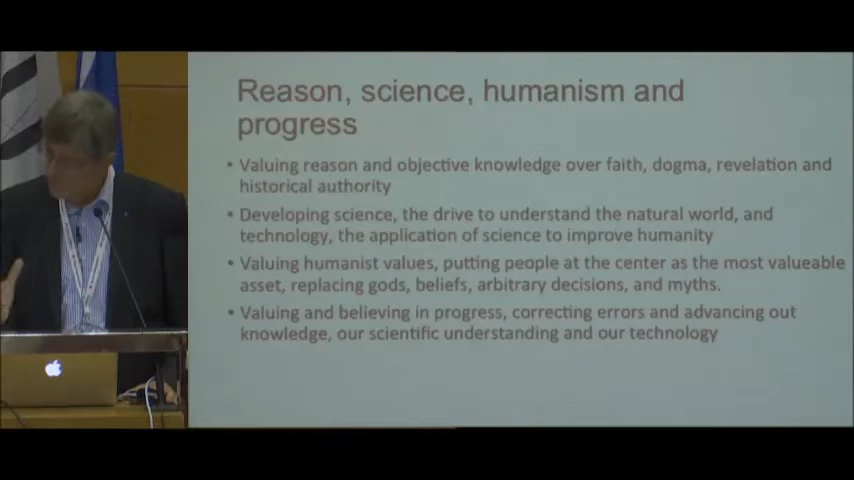 Reason, science, humanism and
progress
• Valuing reason and objective knowledge over faith, dogma, revelation and
historical authority
• Developing science, the drive to understand the natural world, and
technology, the application of science to improve humanity
• Valuing humanist values, putting people at the center as the most valueable
asset, replacing gods, beliefs, arbitrary decisions, and myths.
• Valuing and believing in progress, correcting errors and advancing out
knowledge, our scientific understanding and our technology